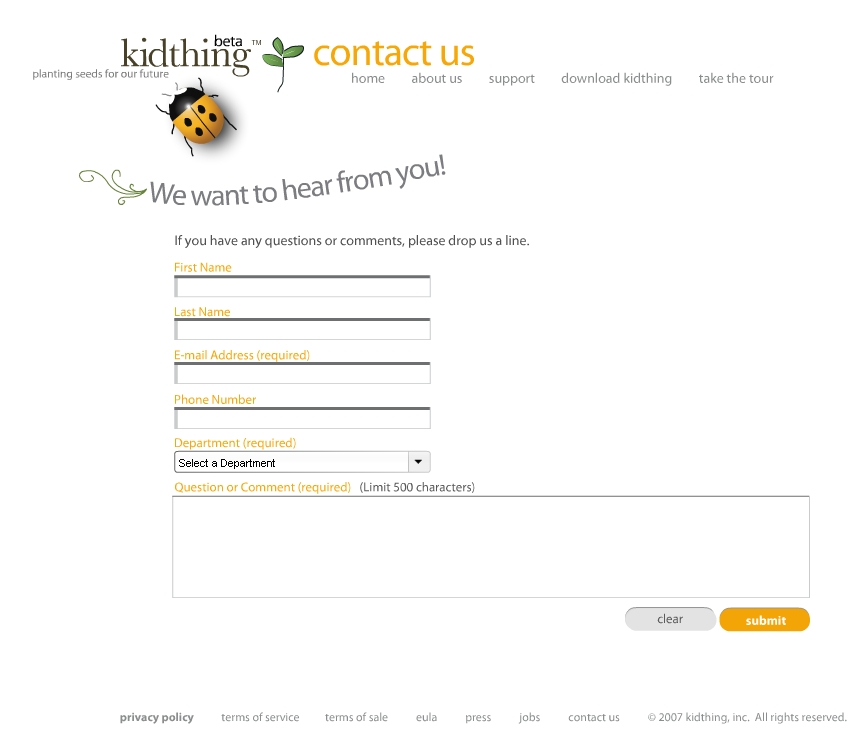 kidthing beta™
contact us
planting seeds for our future
home about us support download kidthing take the tour
We want to hear from you!
If you have any questions or comments, please drop us a line.
First Name
Last Name
E-mail Address (required)
Phone Number
Department (required)
Select a Department
Question or Comment (required) (Limit 500 characters)
clear submit
privacy policy terms of service terms of sale eula press jobs contact us © 2007 kidthing, inc. All rights reserved.